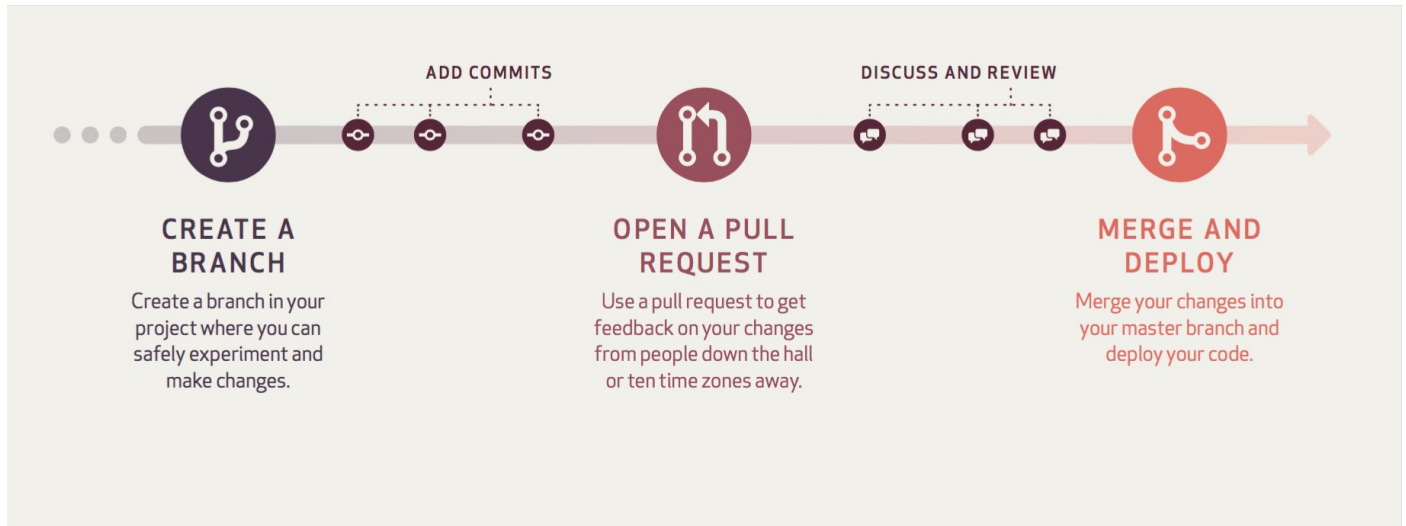 ADD COMMITS
DISCUSS AND REVIEW
CREATE A
BRANCH
Create a branch in your
project where you can
safely experiment and
make changes.
OPEN A PULL
REQUEST
Use a pull request to get
feedback on your changes
from people down the hall
or ten time zones away.
MERGE AND
DEPLOY
Merge your changes into
your master branch and
deploy your code.